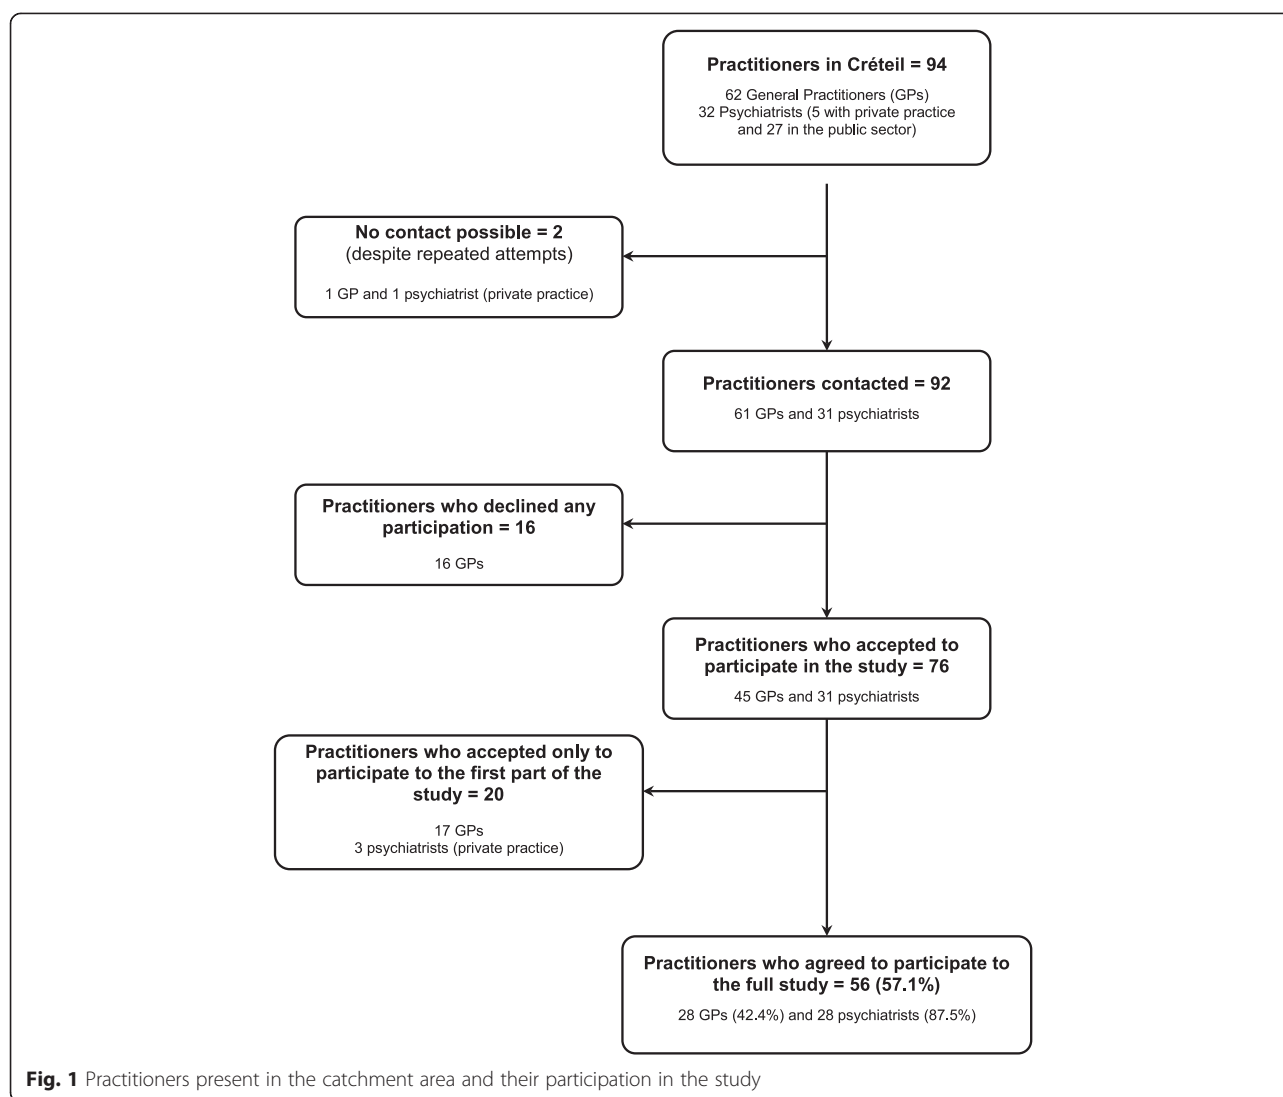 Practitioners in Créteil = 94
62 General Practitioners (GPs)
32 Psychiatrists (5 with private practice
and 27 in the public sector)
No contact possible = 2
(despite repeated attempts)
1 GP and 1 psychiatrist (private practice)
Practitioners contacted = 92
61 GPs and 31 psychiatrists
Practitioners who declined any
participation = 16
16 GPs
Practitioners who accepted to
participate in the study = 76
45 GPs and 31 psychiatrists
Practitioners who accepted only to
participate to the first part of the
study = 20
17 GPs
3 psychiatrists (private practice)
Practitioners who agreed to participate to
the full study = 56 (57.1%)
28 GPs (42.4%) and 28 psychiatrists (87.5%)
Fig. 1 Practitioners present in the catchment area and their participation in the study